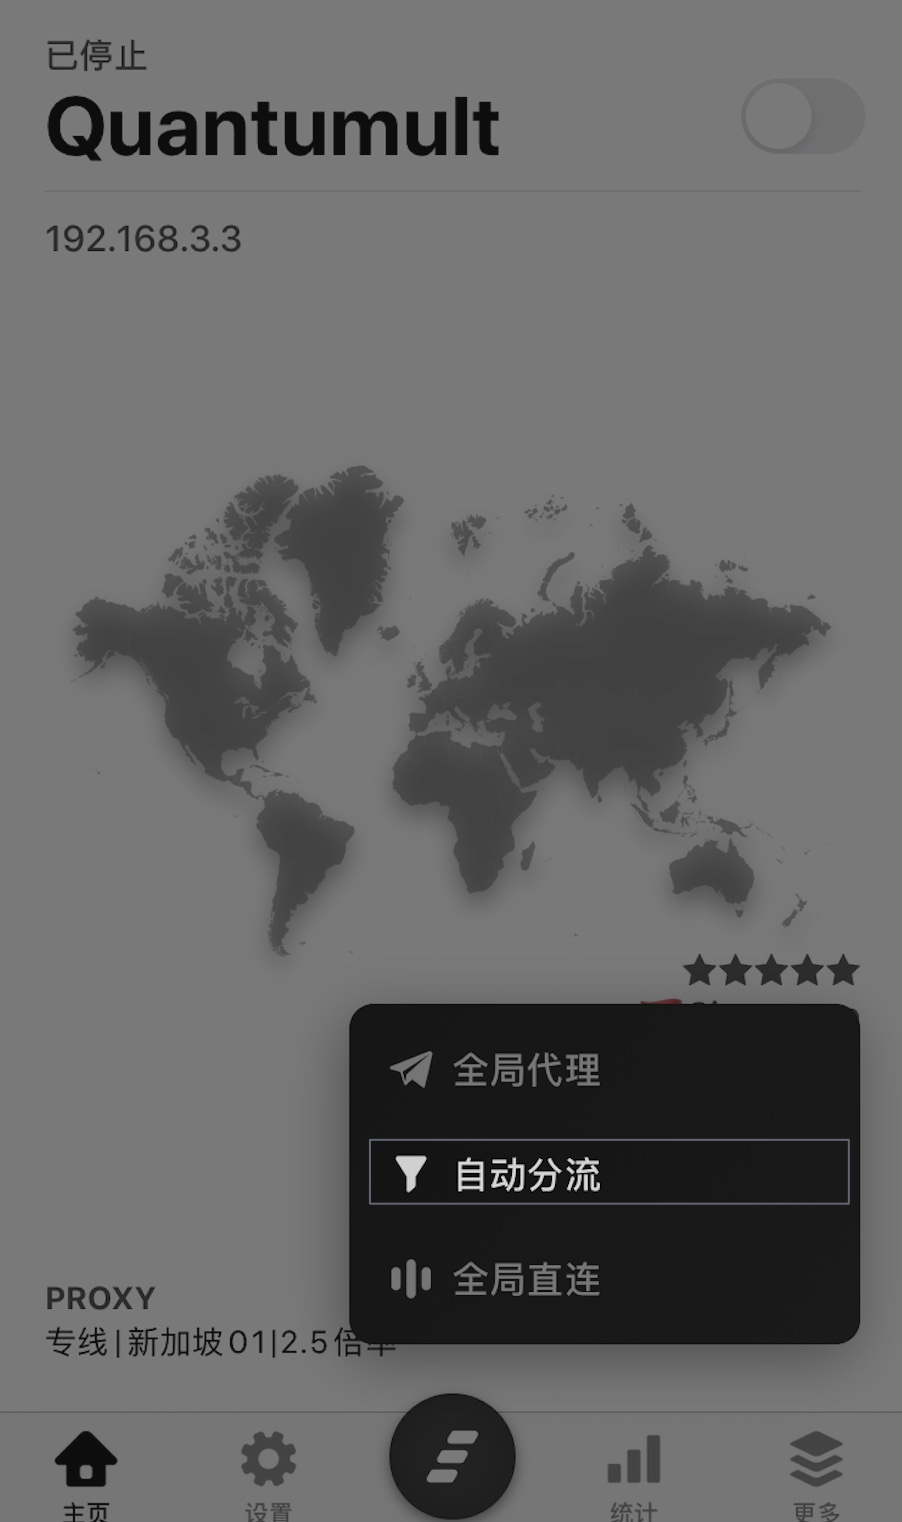 已停止
Quantumult
192.168.3.3
全局代理
自动分流
全局直连
PROXY
专线|新加坡01|2.5倍率
主页
设置
统计
更多